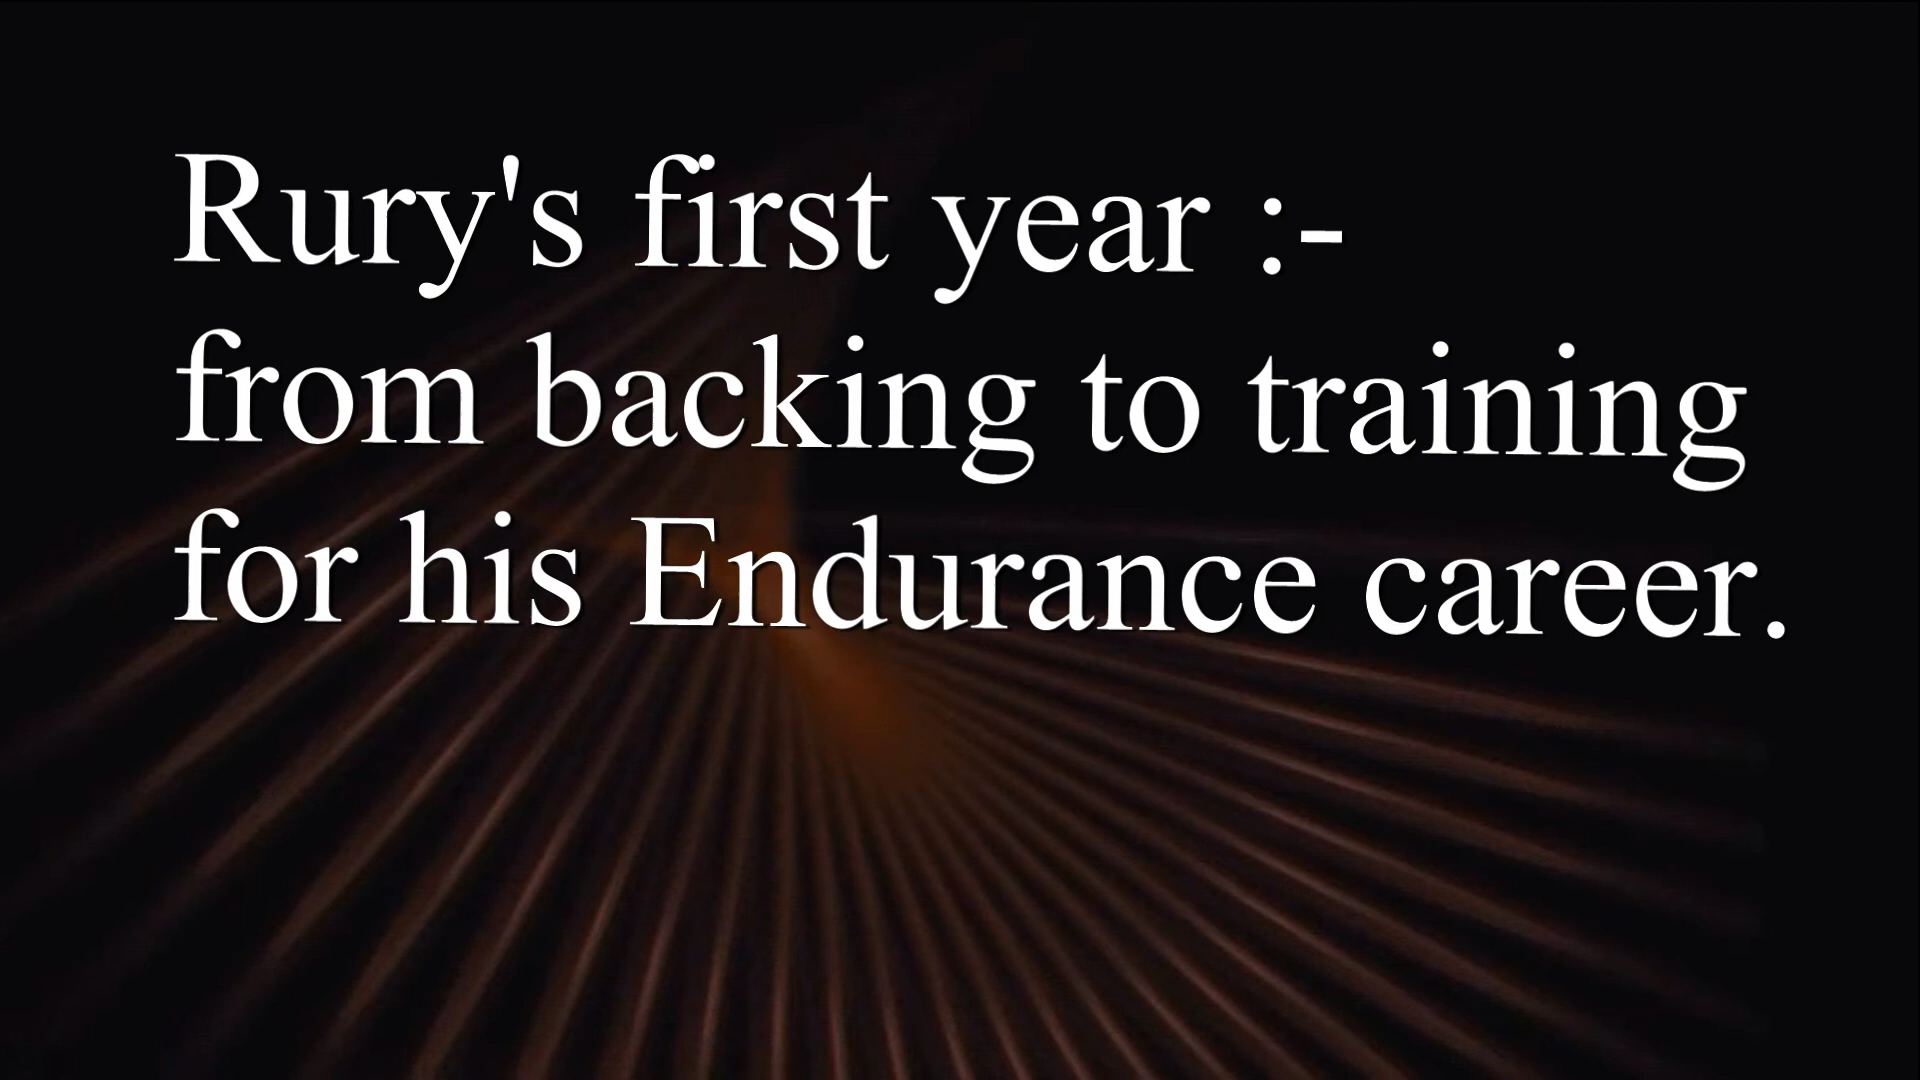 Rury's first year :-
from backing to training
for his Endurance career.